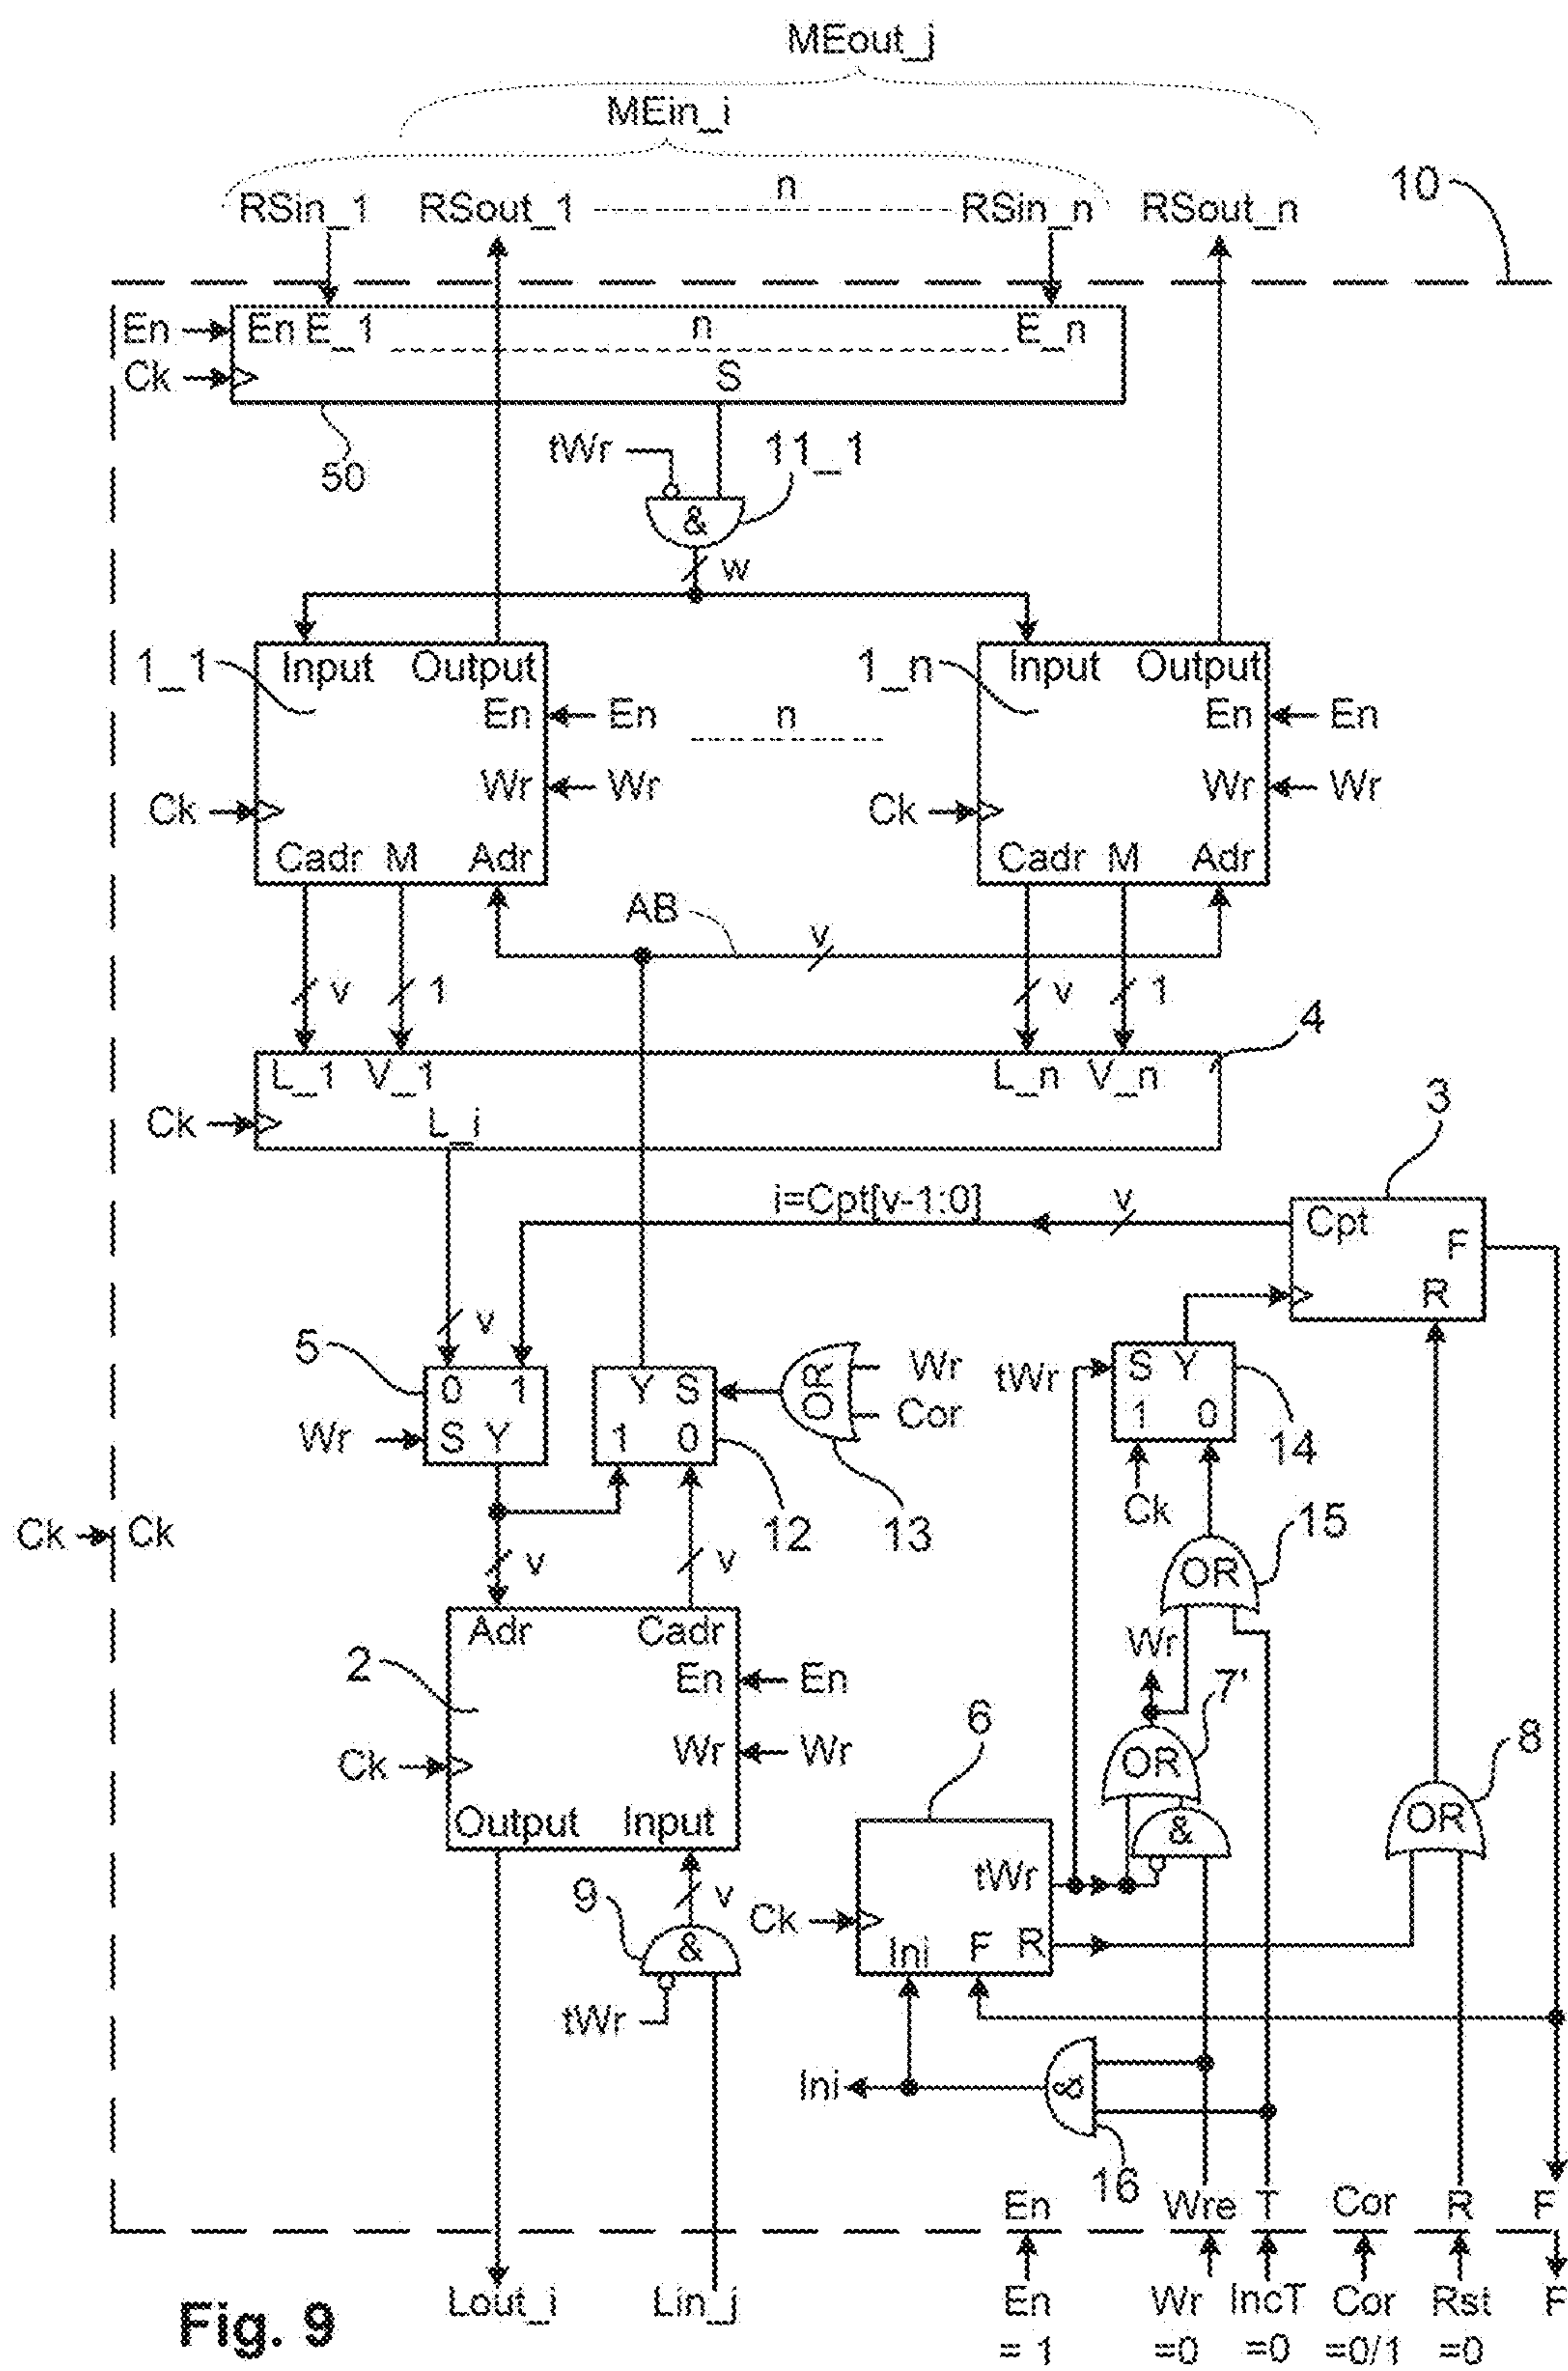 MEout_j
MEin_i
RSin_1 RSout_1 n RSin_n RSout_n
10
En En E_1 n E_n
Ck S
50 tWr 11_1
&
w
1_1 Input Output 1_n Input Output
En En n En En
Wr Wr Wr Wr
Ck Ck
Cadr M Adr Cadr M Adr
AB v
v 1 v 1
4
L_1 V_1 L_n V_n
Ck L_i
3
i=Cpt[v-1:0] v Cpt
F
R
v
5 0 1 Y S OR Wr tWr S Y
Cor
Wr S Y 1 0 1 0 14
12 13 Ck 15
Ck Ck
v v OR
Adr Cadr Wr
2 En En 6 7'
Ck Wr Wr OR 8
Output Input & OR
9 v tWr
& Ck Ini F R
tWr
Ini & 16
En Wre T Cor R F
Lout_i Lin_j En Wr IncT Cor Rst F
= 1 =0 =0 =0/1 =0
Fig. 9